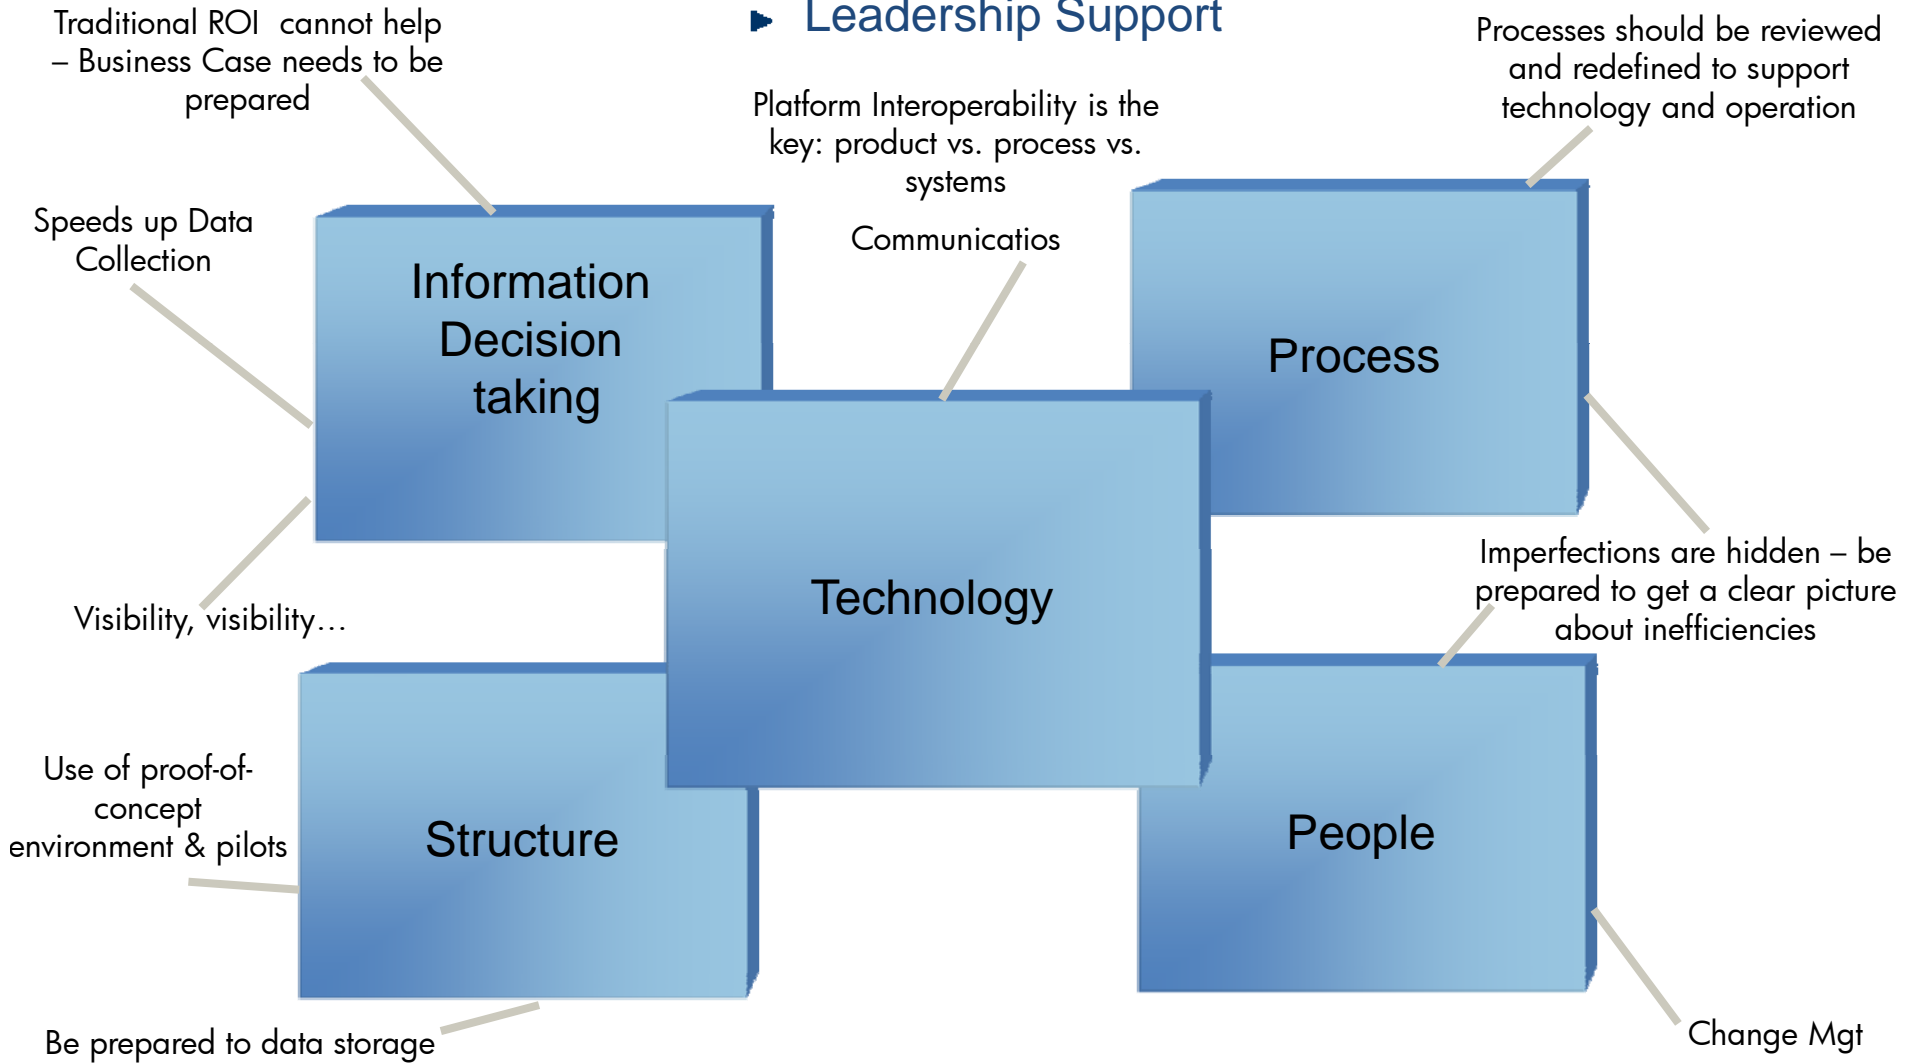 Leadership Support
Traditional ROI cannot help
– Business Case needs to be
prepared
Processes should be reviewed
and redefined to support
technology and operation
Platform Interoperability is the
key: product vs. process vs.
systems
Communicatios
Speeds up Data
Collection
Information
Decision
taking
Process
Technology
Visibility, visibility...
Imperfections are hidden – be
prepared to get a clear picture
about inefficiencies
Use of proof-of-
concept
environment & pilots
Structure
People
Be prepared to data storage
Change Mgt